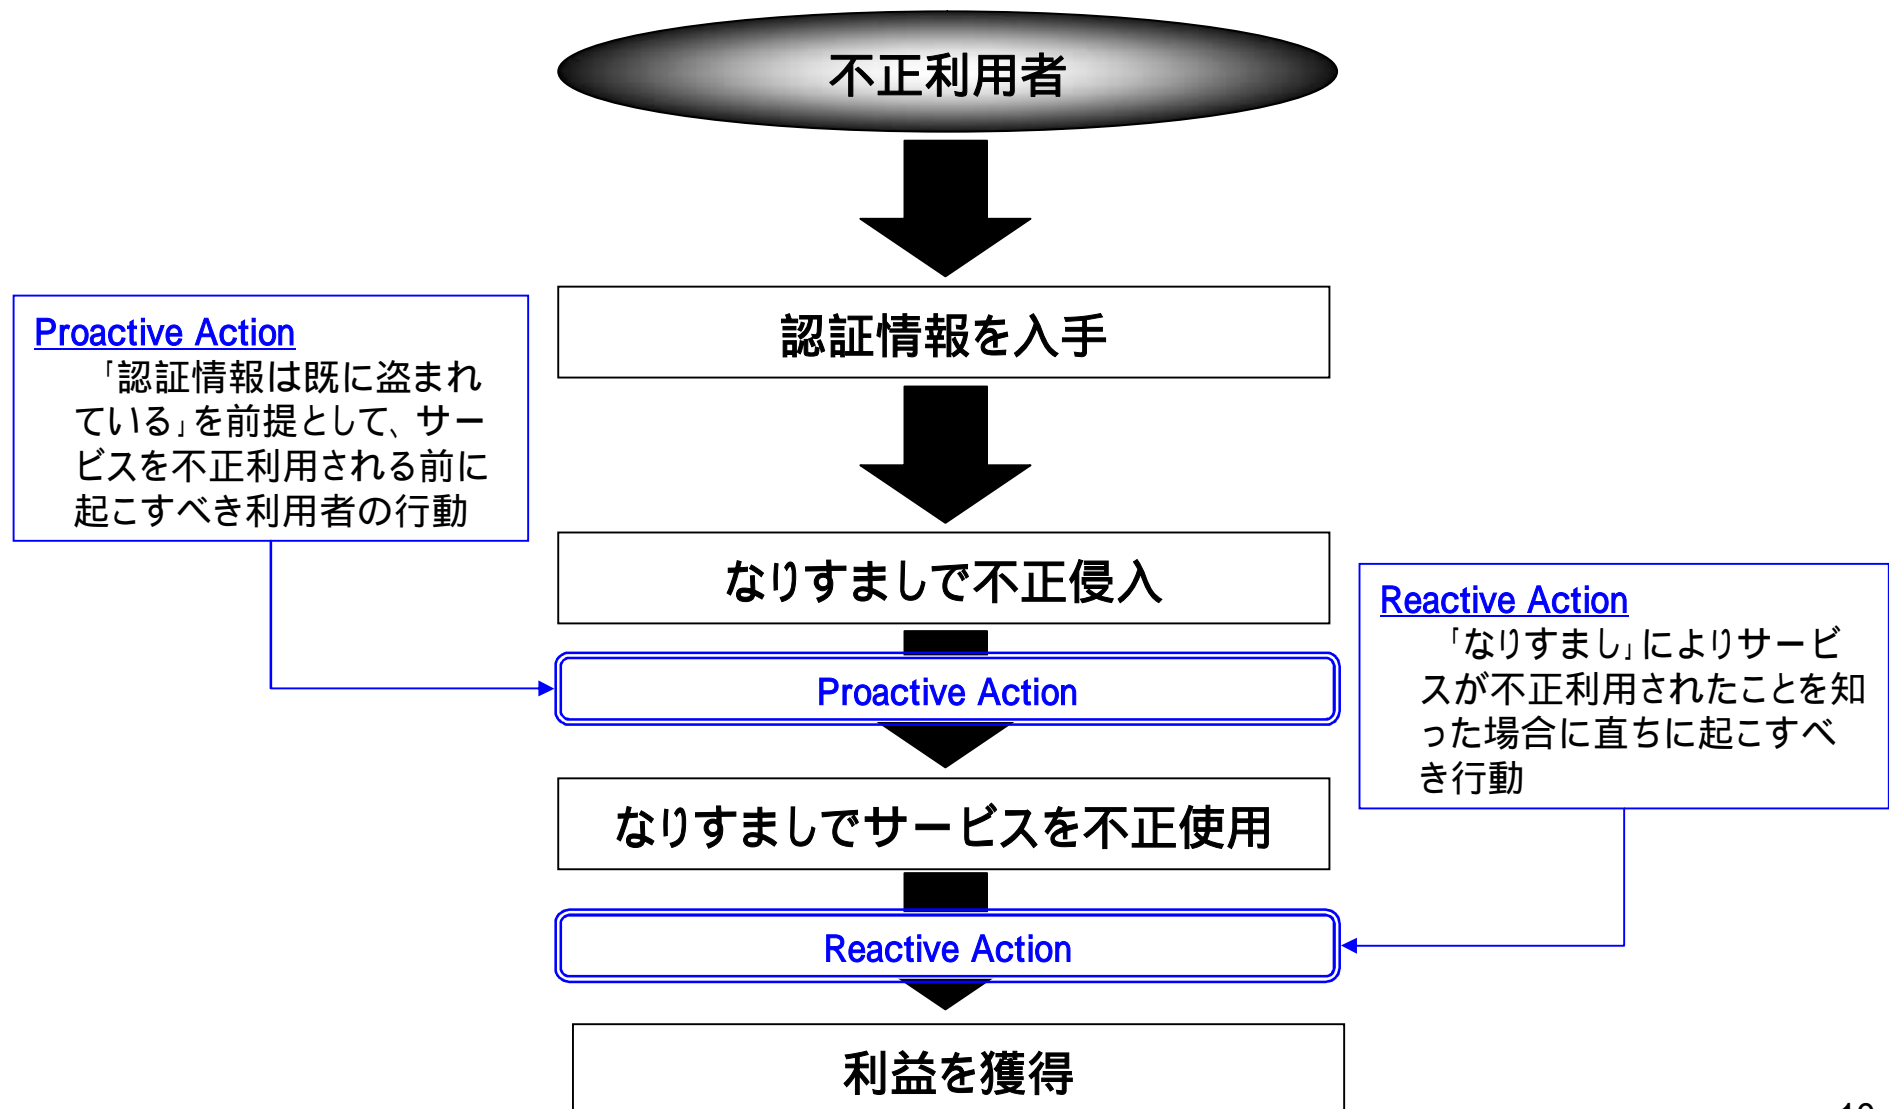 不正利用者
認証情報を入手
Proactive Action
「認証情報は既に盗まれ
ている」を前提として、サー
ビスを不正利用される前に
起こすべき利用者の行動
なりすましで不正侵入
Reactive Action
「なりすまし」によりサービ
スが不正利用されたことを知
った場合に直ちに起こすべ
き行動
Proactive Action
なりすましでサービスを不正使用
Reactive Action
利益を獲得